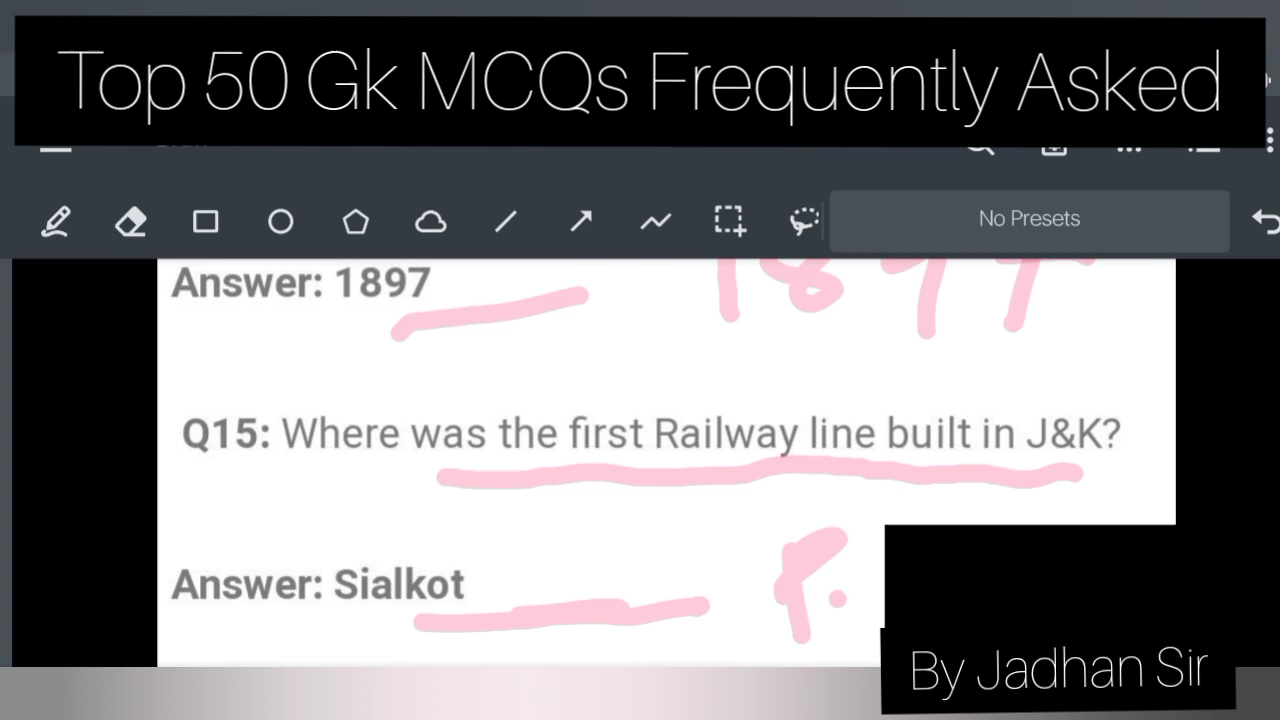 Top 50 Gk MCQs Frequently Asked
No Presets
Answer: 1897
1897
Q15: Where was the first Railway line built in J&K?
Answer: Sialkot
By Jadhan Sir